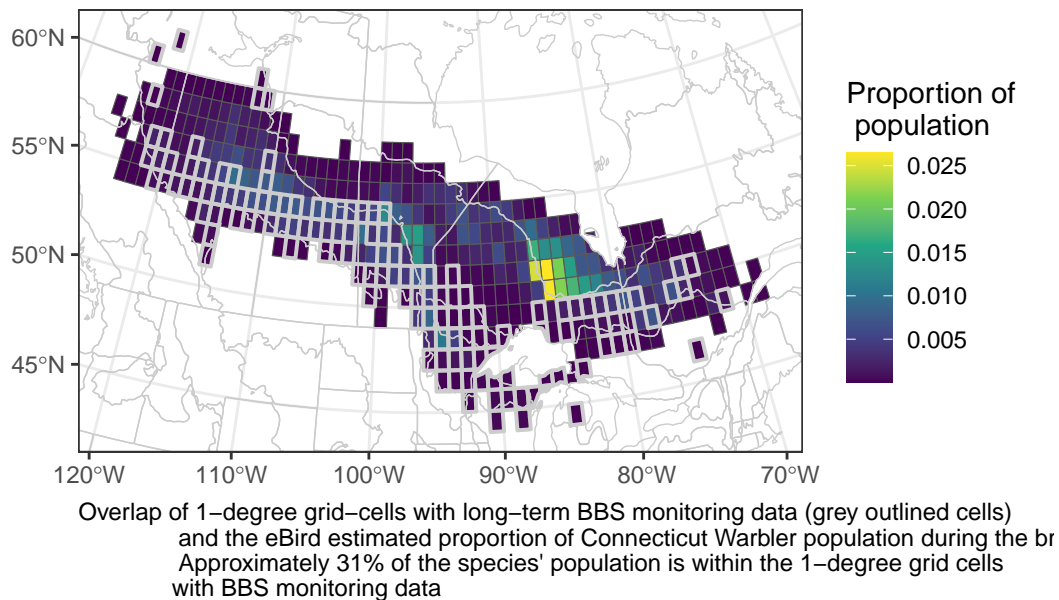 60°N
55°N
50°N
45°N
120°W 110°W 100°W 90°W 80°W 70°W
Proportion of
population
0.025
0.020
0.015
0.010
0.005
Overlap of 1−degree grid−cells with long−term BBS monitoring data (grey outlined cells)
and the eBird estimated proportion of Connecticut Warbler population during the br
Approximately 31% of the species' population is within the 1−degree grid cells
with BBS monitoring data